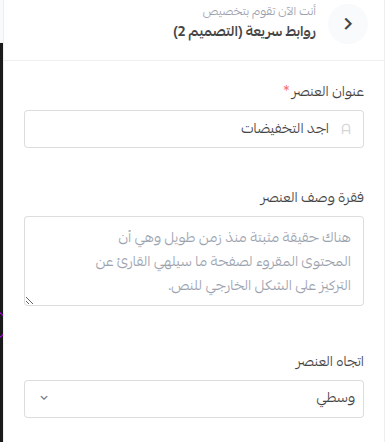 أنت الآن تقوم بتخصيص
روابط سريعة (التصميم 2)
عنوان العنصر *
اجد التخفيضات
فقرة وصف العنصر
هناك حقيقة مثبتة منذ زمن طويل وهي أن
المحتوى المقروء لصفحة ما سيلهي القارئ عن
التركيز على الشكل الخارجي للنص.
اتجاه العنصر
وسطي